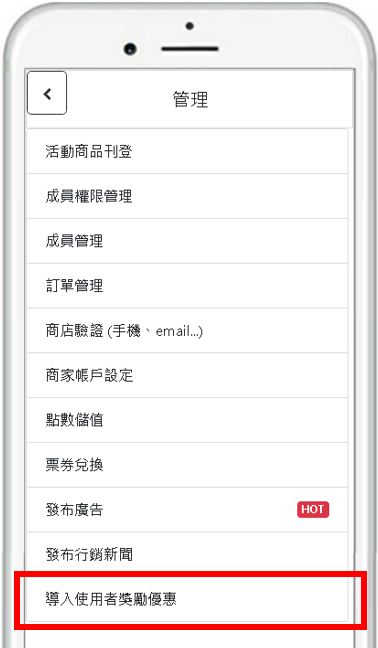 管理
活動商品刊登
成員權限管理
成員管理
訂單管理
商店驗證 (手機、email...)
商家帳戶設定
點數儲值
票券兌換
發布廣告 HOT
發布行銷新聞
導入使用者獎勵優惠